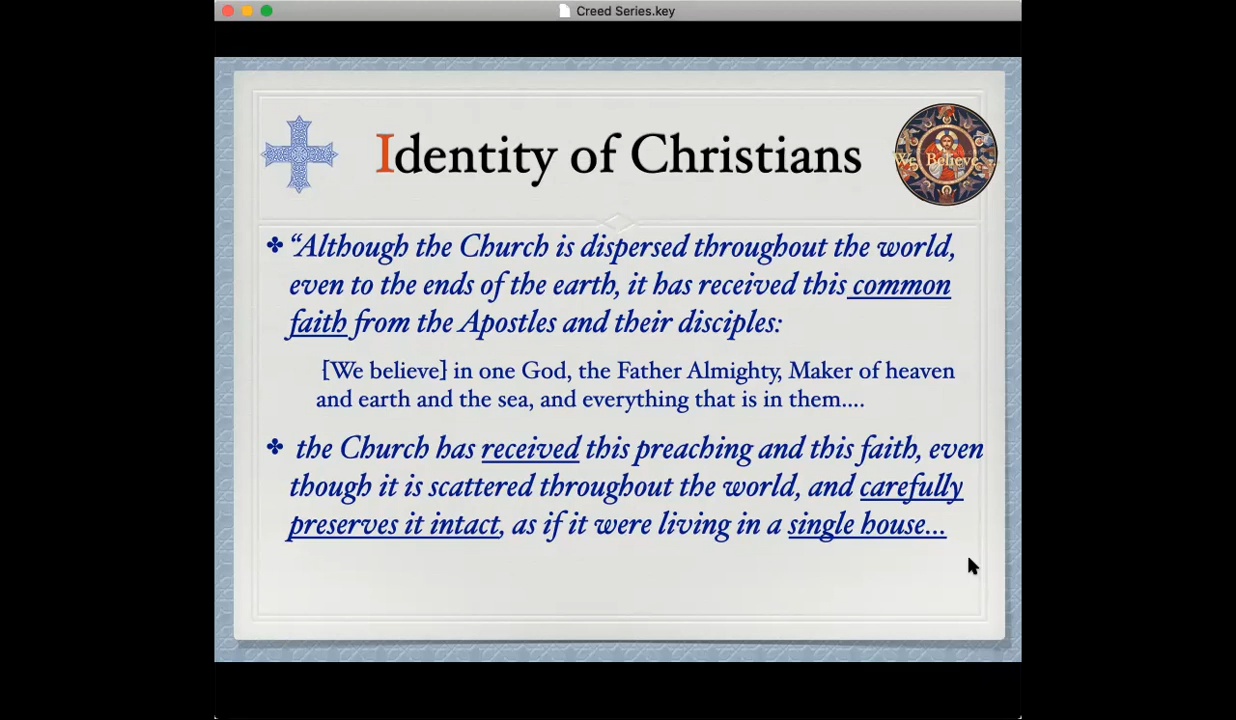 Creed Series.key
Identity of Christians
We Believe...
“Although the Church is dispersed throughout the world,
even to the ends of the earth, it has received this common
faith from the Apostles and their disciples:
[We believe] in one God, the Father Almighty, Maker of heaven
and earth and the sea, and everything that is in them....
the Church has received this preaching and this faith, even
though it is scattered throughout the world, and carefully
preserves it intact, as if it were living in a single house...